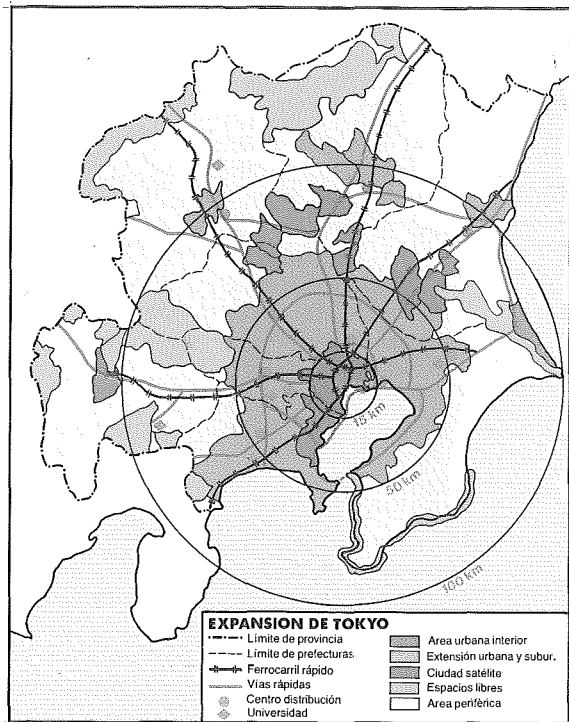 15 km
50 km
100 km
EXPANSION DE TOKYO
Límite de provincia
Límite de prefecturas
Ferrocarril rápido
Vías rápidas
Centro distribución
Universidad
Area urbana interior
Extensión urbana y subur.
Ciudad satélite
Espacios libres
Area periférica